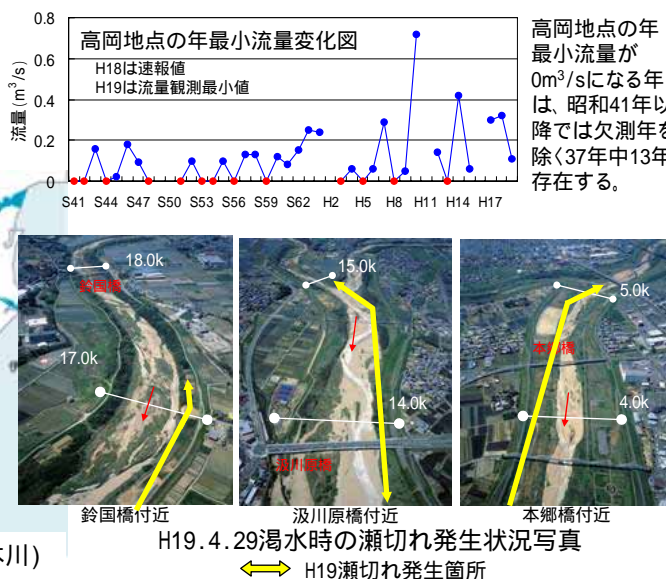 高岡地点の年最小流量変化図
H18は速報値
H19は流量観測最小値
流量(m³/s)
0.8
0.6
0.4
0.2
0.0
S41 S44 S47 S50 S53 S56 S59 S62 H2 H5 H8 H11 H14 H17
高岡地点の年
最小流量が
0m³/sになる年
は、昭和41年以
降では欠測年を
除く37年中13年
存在する。
18.0k
鈴国橋
17.0k
鈴国橋付近
15.0k
14.0k
汲川原橋
汲川原橋付近
5.0k
本郷橋
4.0k
本郷橋付近
川)
H19.4.29渇水時の瀬切れ発生状況写真
H19瀬切れ発生箇所